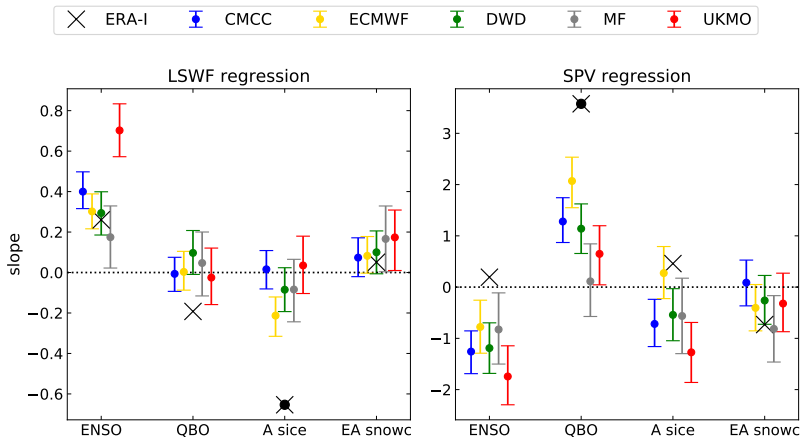 ERA-I CMCC ECMWF DWD MF UKMO
LSWF regression
slope
0.8
0.6
0.4
0.2
0.0
−0.2
−0.4
−0.6
ENSO QBO A sice EA snowc
SPV regression
3
2
1
0
−1
−2
ENSO QBO A sice EA snowc